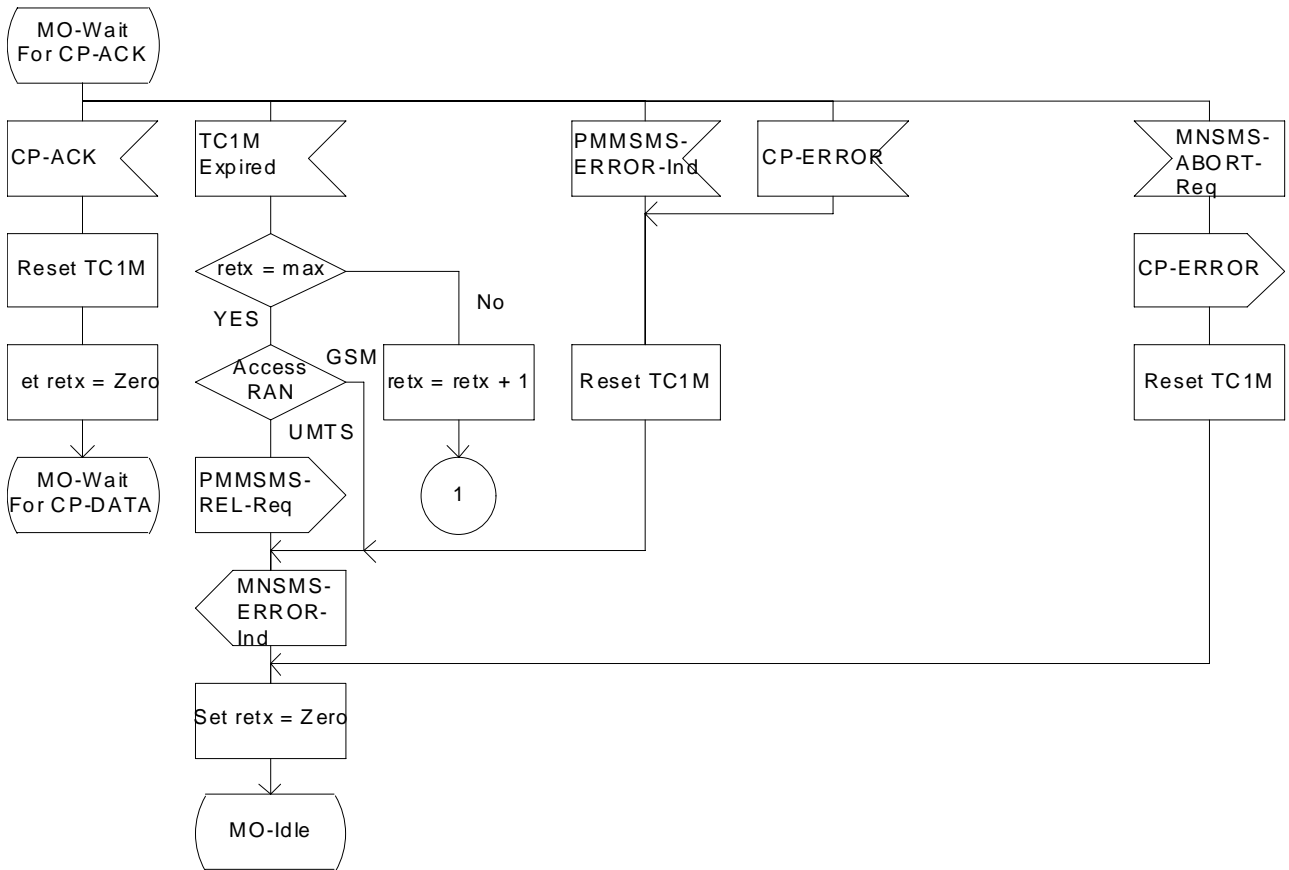 MO-Wait
For CP-ACK
CP-ACK
TC1M
Expired
PMMSMS-
ERROR-Ind
CP-ERROR
MNSMS-
ABORT-
Req
Reset TC1M
retx = max
No
YES
CP-ERROR
et retx = Zero
Access
RAN
GSM
UMTS
retx = retx + 1
Reset TC1M
Reset TC1M
MO-Wait
For CP-DATA
PMMSMS-
REL-Req
1
MNSMS-
ERROR-
Ind
Set retx = Zero
MO-Idle